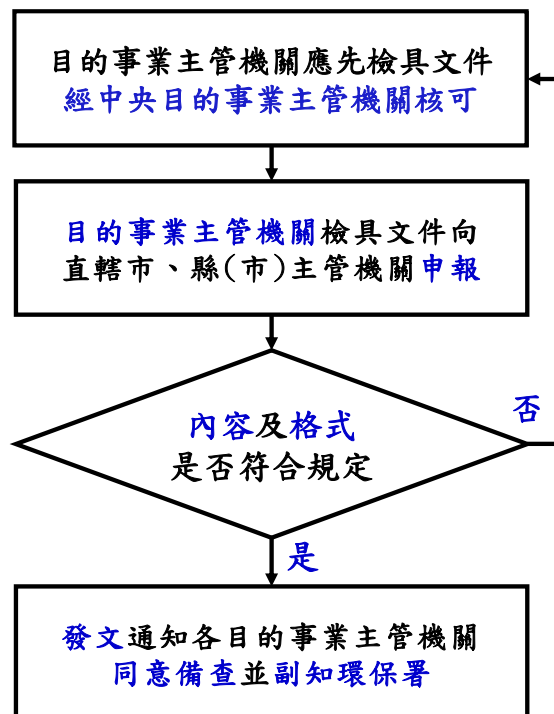 目的事業主管機關應先檢具文件
經中央目的事業主管機關核可
目的事業主管機關檢具文件向
直轄市、縣(市)主管機關申報
內容及格式
是否符合規定
否
是
發文通知各目的事業主管機關
同意備查並副知環保署